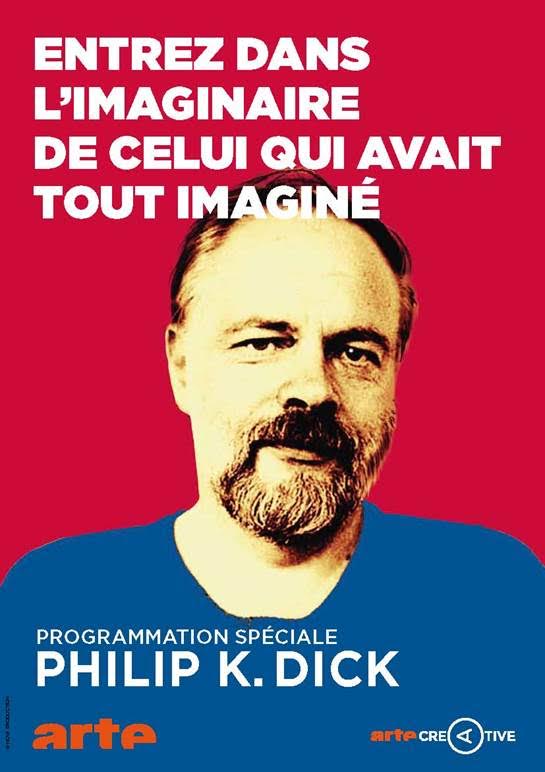 ENTREZ DANS
L'IMAGINAIRE
DE CELUI QUI AVAIT
TOUT IMAGINÉ
PROGRAMMATION SPÉCIALE
PHILIP K. DICK
arte
arte CREATIVE